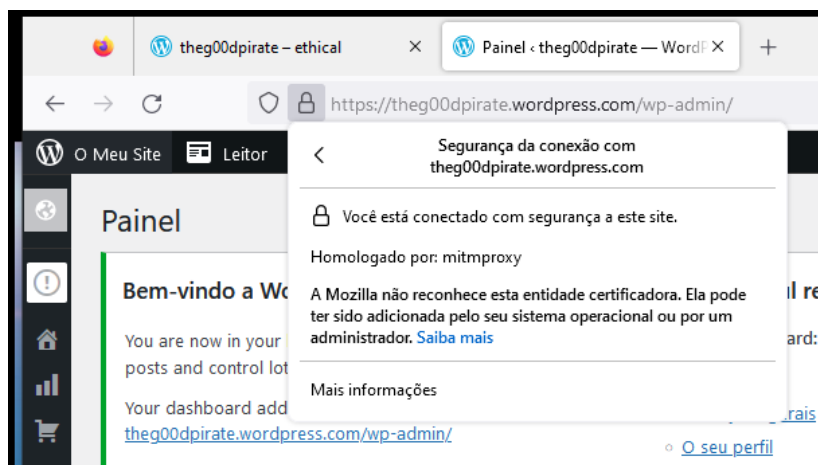 theg00dpirate – ethical
Painel ‹ theg00dpirate — WordP
https://theg00dpirate.wordpress.com/wp-admin/
O Meu Site Leitor
Segurança da conexão com
theg00dpirate.wordpress.com
Você está conectado com segurança a este site.
Homologado por: mitmproxy
A Mozilla não reconhece esta entidade certificadora. Ela pode
ter sido adicionada pelo seu sistema operacional ou por um
administrador. Saiba mais
Mais informações
Painel
Bem-vindo a
You are now in your
posts and control lot
Your dashboard add
theg00dpirate.wordpress.com/wp-admin/
ard:
O seu perfil